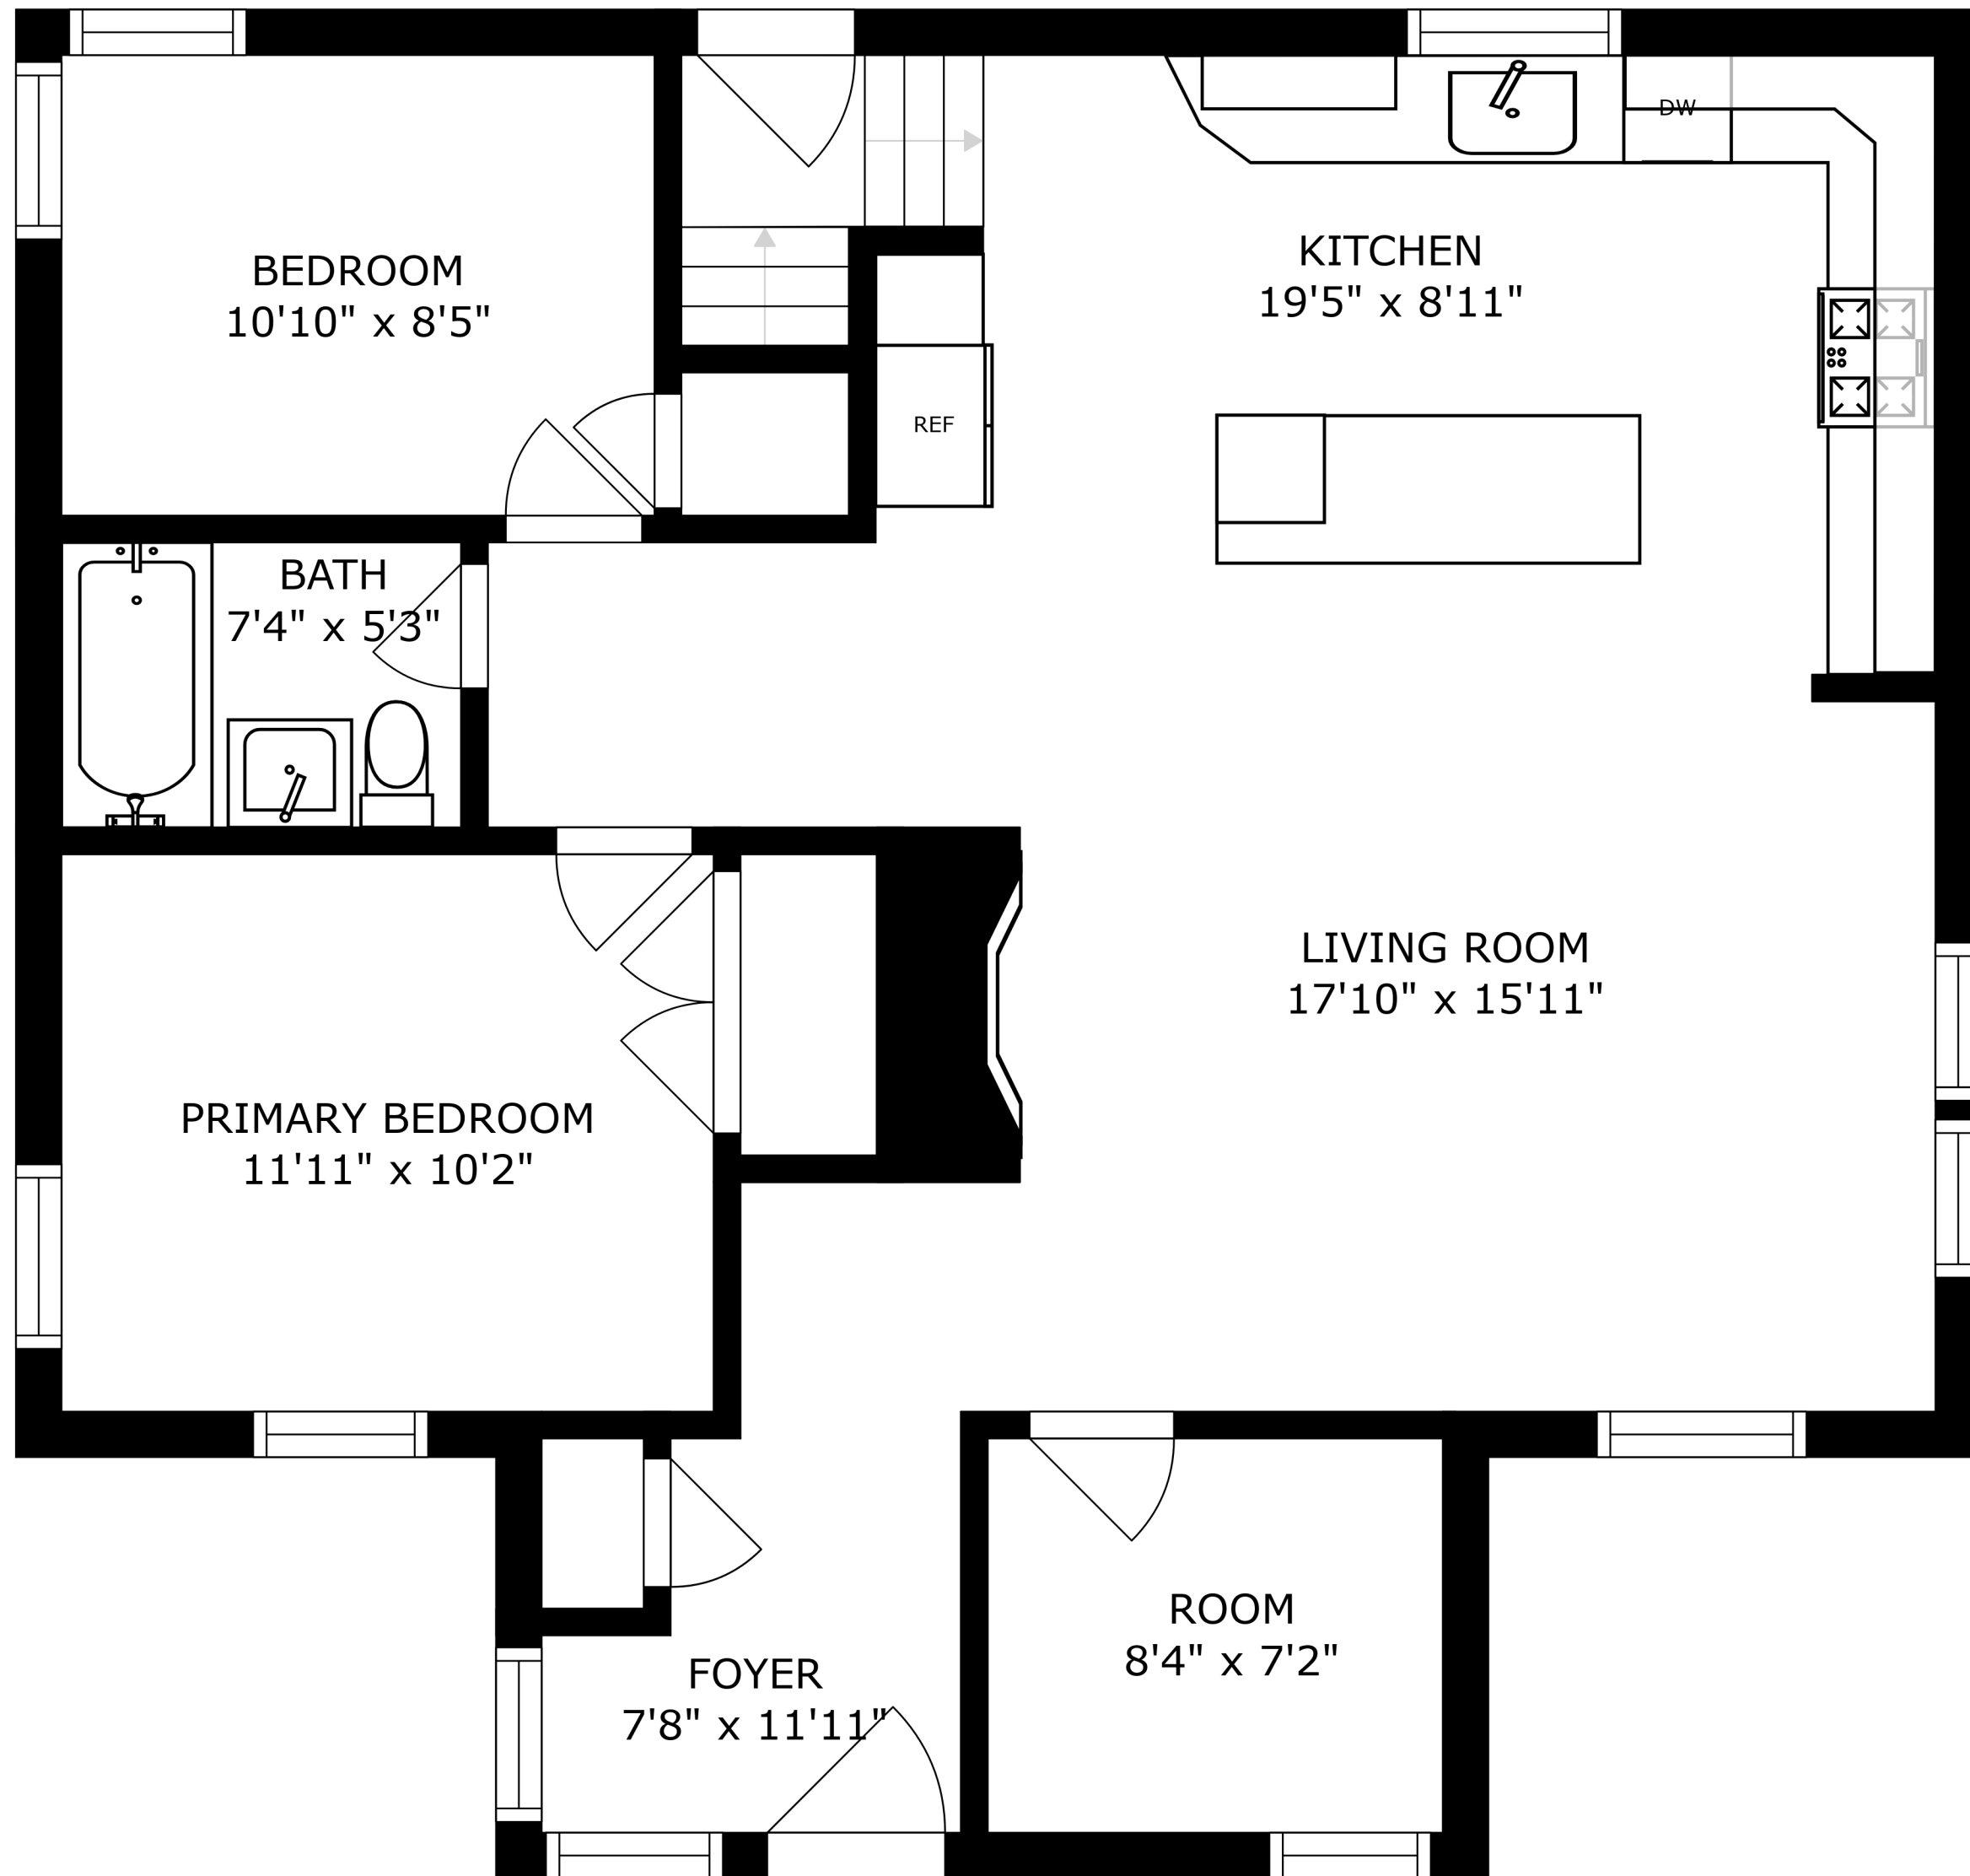 DW
KITCHEN
19'5" x 8'11"
BEDROOM
10'10" x 8'5"
REF
BATH
7'4" x 5'3"
LIVING ROOM
17'10" x 15'11"
PRIMARY BEDROOM
11'11" x 10'2"
ROOM
8'4" x 7'2"
FOYER
7'8" x 11'11"